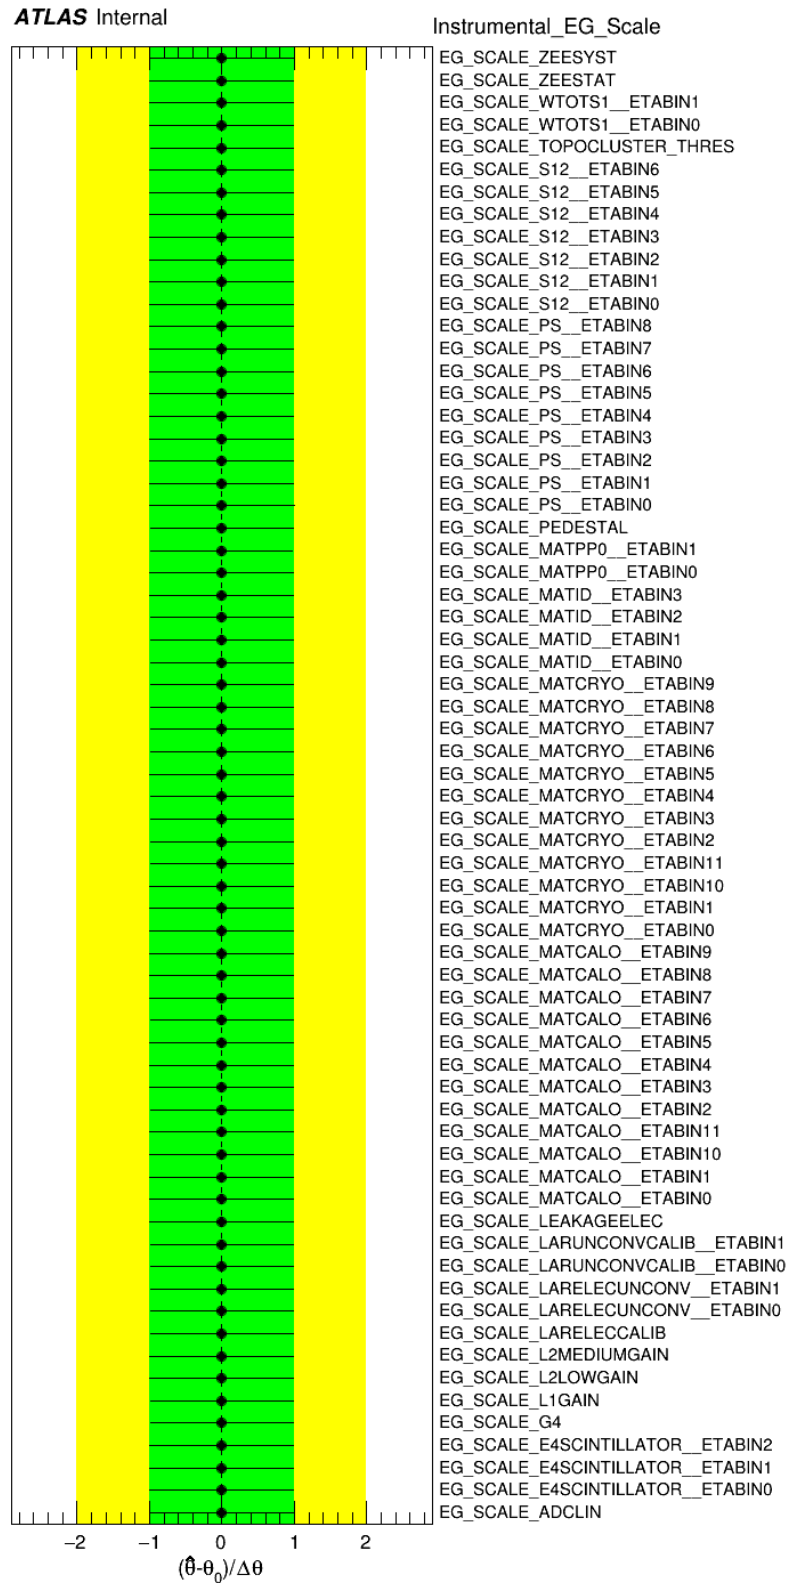 ATLAS Internal
Instrumental_EG_Scale
EG_SCALE_ZEESYST
EG_SCALE_ZEESTAT
EG_SCALE_WTOTS1__ETABIN1
EG_SCALE_WTOTS1__ETABIN0
EG_SCALE_TOPOCLUSTER_THRES
EG_SCALE_S12__ETABIN6
EG_SCALE_S12__ETABIN5
EG_SCALE_S12__ETABIN4
EG_SCALE_S12__ETABIN3
EG_SCALE_S12__ETABIN2
EG_SCALE_S12__ETABIN1
EG_SCALE_S12__ETABIN0
EG_SCALE_PS__ETABIN8
EG_SCALE_PS__ETABIN7
EG_SCALE_PS__ETABIN6
EG_SCALE_PS__ETABIN5
EG_SCALE_PS__ETABIN4
EG_SCALE_PS__ETABIN3
EG_SCALE_PS__ETABIN2
EG_SCALE_PS__ETABIN1
EG_SCALE_PS__ETABIN0
EG_SCALE_PEDESTAL
EG_SCALE_MATPP0__ETABIN1
EG_SCALE_MATPP0__ETABIN0
EG_SCALE_MATID__ETABIN3
EG_SCALE_MATID__ETABIN2
EG_SCALE_MATID__ETABIN1
EG_SCALE_MATID__ETABIN0
EG_SCALE_MATCRYO__ETABIN9
EG_SCALE_MATCRYO__ETABIN8
EG_SCALE_MATCRYO__ETABIN7
EG_SCALE_MATCRYO__ETABIN6
EG_SCALE_MATCRYO__ETABIN5
EG_SCALE_MATCRYO__ETABIN4
EG_SCALE_MATCRYO__ETABIN3
EG_SCALE_MATCRYO__ETABIN2
EG_SCALE_MATCRYO__ETABIN11
EG_SCALE_MATCRYO__ETABIN10
EG_SCALE_MATCRYO__ETABIN1
EG_SCALE_MATCRYO__ETABIN0
EG_SCALE_MATCALO__ETABIN9
EG_SCALE_MATCALO__ETABIN8
EG_SCALE_MATCALO__ETABIN7
EG_SCALE_MATCALO__ETABIN6
EG_SCALE_MATCALO__ETABIN5
EG_SCALE_MATCALO__ETABIN4
EG_SCALE_MATCALO__ETABIN3
EG_SCALE_MATCALO__ETABIN2
EG_SCALE_MATCALO__ETABIN11
EG_SCALE_MATCALO__ETABIN10
EG_SCALE_MATCALO__ETABIN1
EG_SCALE_MATCALO__ETABIN0
EG_SCALE_LEAKAGEELEC
EG_SCALE_LARUNCONVCALIB__ETABIN1
EG_SCALE_LARUNCONVCALIB__ETABIN0
EG_SCALE_LARELECUNCONV__ETABIN1
EG_SCALE_LARELECUNCONV__ETABIN0
EG_SCALE_LARELECCALIB
EG_SCALE_L2MEDIUMGAIN
EG_SCALE_L2LOWGAIN
EG_SCALE_L1GAIN
EG_SCALE_G4
EG_SCALE_E4SCINTILLATOR__ETABIN2
EG_SCALE_E4SCINTILLATOR__ETABIN1
EG_SCALE_E4SCINTILLATOR__ETABIN0
EG_SCALE_ADCLIN
−2 −1 0 1 2
(θ̂-θ₀)/Δθ